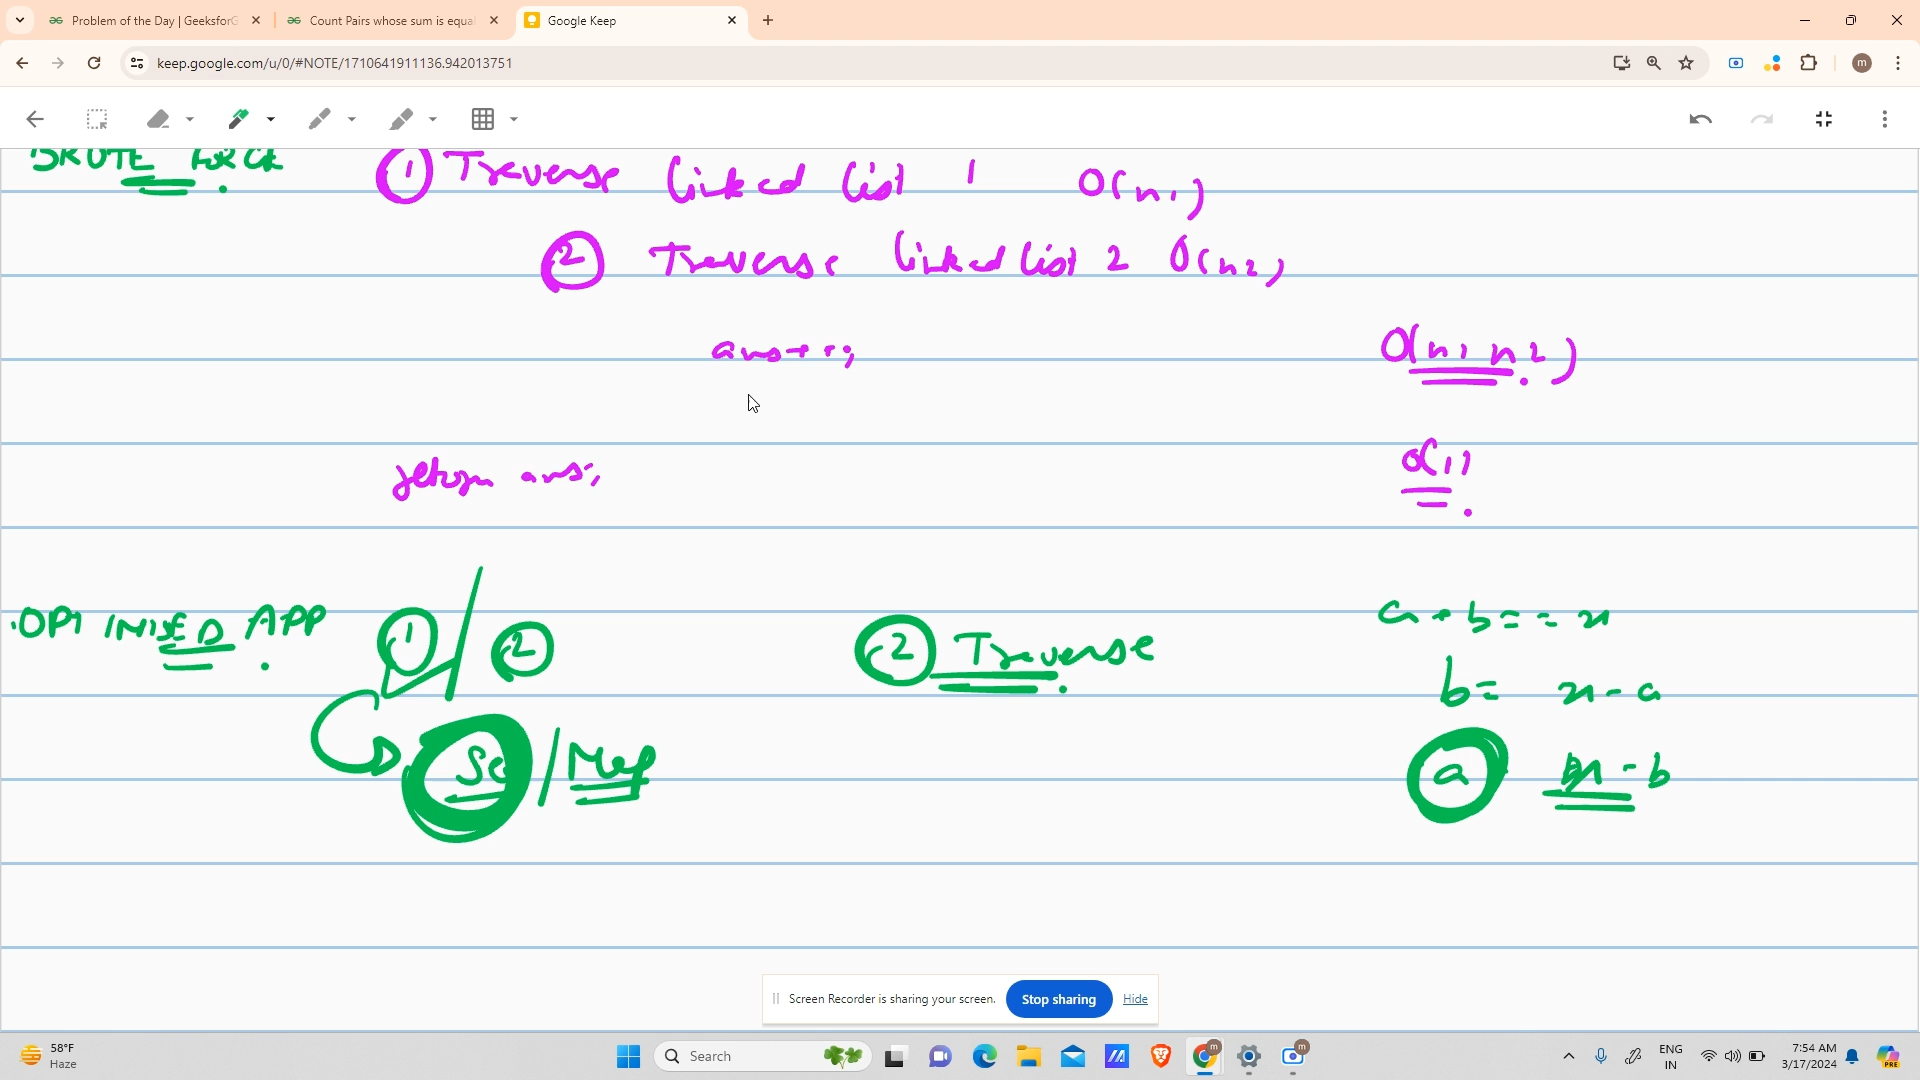 Problem of the Day | GeeksforG
Count Pairs whose sum is equa
Google Keep
keep.google.com/u/0/#NOTE/1710641911136.942013751
m
BRUTE FORCE
1 Traverse linked list 1 O(n1)
2 Traverse linked list 2 O(n2)
ans++;
O(n1 n2)
return ans;
O(1)
OPTIMISED APP
1 / 2
2 Traverse
a + b == x
b = x - a
Set / Map
a x - b
Screen Recorder is sharing your screen.
Stop sharing
Hide
58°F
Haze
Search
m
m
ENG
IN
7:54 AM
3/17/2024
PRE